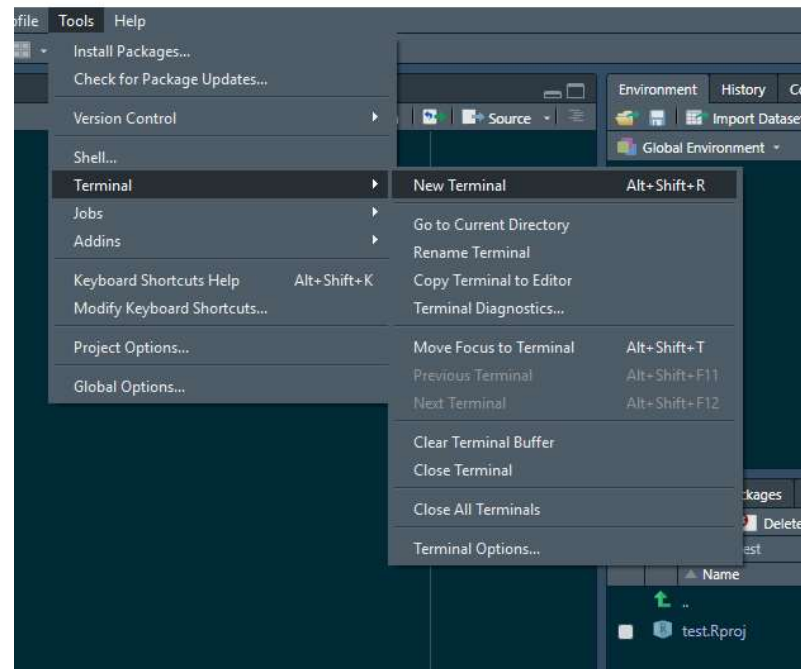 Tools Help
Install Packages...
Check for Package Updates...
Version Control
Shell...
Terminal
Jobs
Addins
Keyboard Shortcuts Help Alt+Shift+K
Modify Keyboard Shortcuts...
Project Options...
Global Options...
New Terminal Alt+Shift+R
Go to Current Directory
Rename Terminal
Copy Terminal to Editor
Terminal Diagnostics...
Move Focus to Terminal Alt+Shift+T
Previous Terminal Alt+Shift+F11
Next Terminal Alt+Shift+F12
Clear Terminal Buffer
Close Terminal
Close All Terminals
Terminal Options...
Source
Environment History
Import Datase
Global Environment
kages
Delete
est
Name
..
test.Rproj